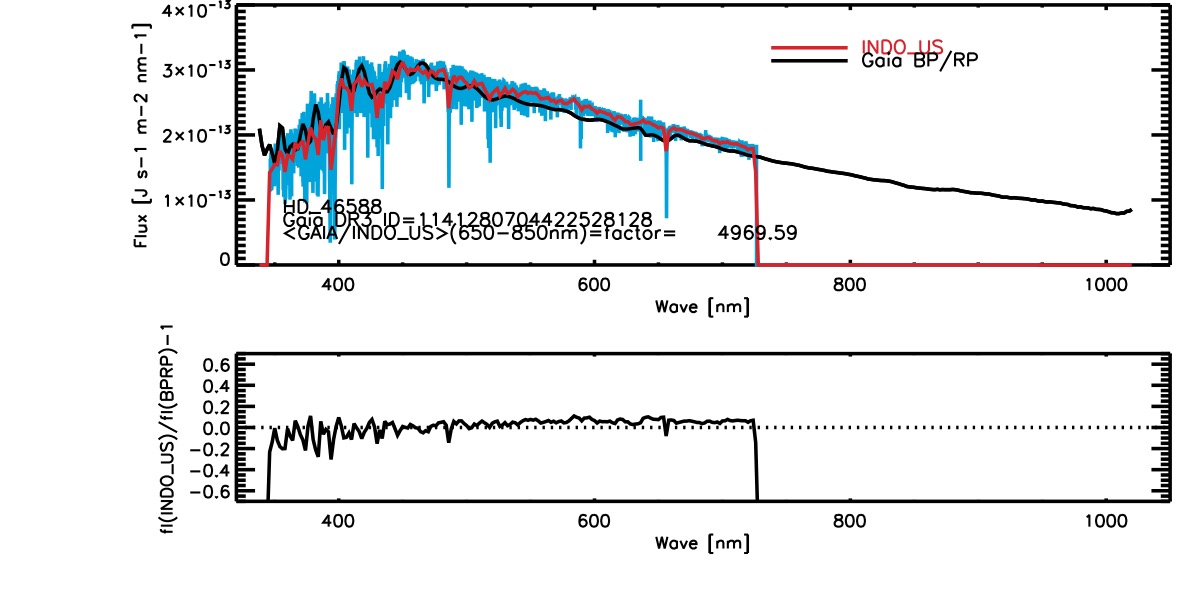 4×10−13
3×10−13
2×10−13
1×10−13
0
Flux [J s−1 m−2 nm−1]
INDO_US
Gaia BP/RP
HD_46588
Gaia DR3 ID=1141280704422528128
<GAIA/INDO_US>(650−850nm)=factor= 4969.59
400 600 800 1000
Wave [nm]
fl(INDO_US)/fl(BPRP)−1
0.6
0.4
0.2
0.0
−0.2
−0.4
−0.6
400 600 800 1000
Wave [nm]